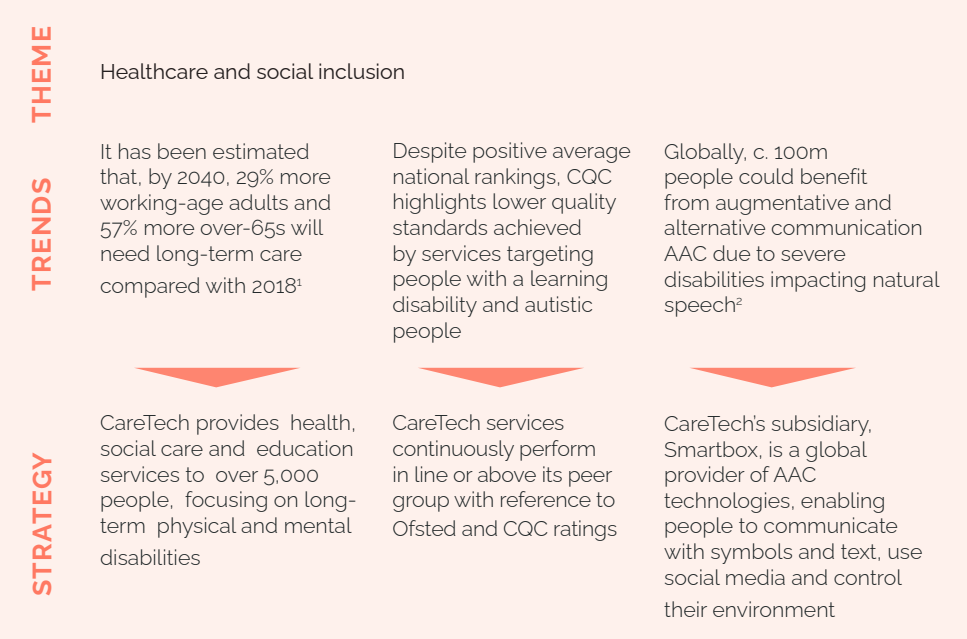 THEME
Healthcare and social inclusion
TRENDS
It has been estimated
that, by 2040, 29% more
working-age adults and
57% more over-65s will
need long-term care
compared with 2018¹
Despite positive average
national rankings, CQC
highlights lower quality
standards achieved
by services targeting
people with a learning
disability and autistic
people
Globally, c. 100m
people could benefit
from augmentative and
alternative communication
AAC due to severe
disabilities impacting natural
speech²
STRATEGY
CareTech provides health,
social care and education
services to over 5,000
people, focusing on long-
term physical and mental
disabilities
CareTech services
continuously perform
in line or above its peer
group with reference to
Ofsted and CQC ratings
CareTech's subsidiary,
Smartbox, is a global
provider of AAC
technologies, enabling
people to communicate
with symbols and text, use
social media and control
their environment